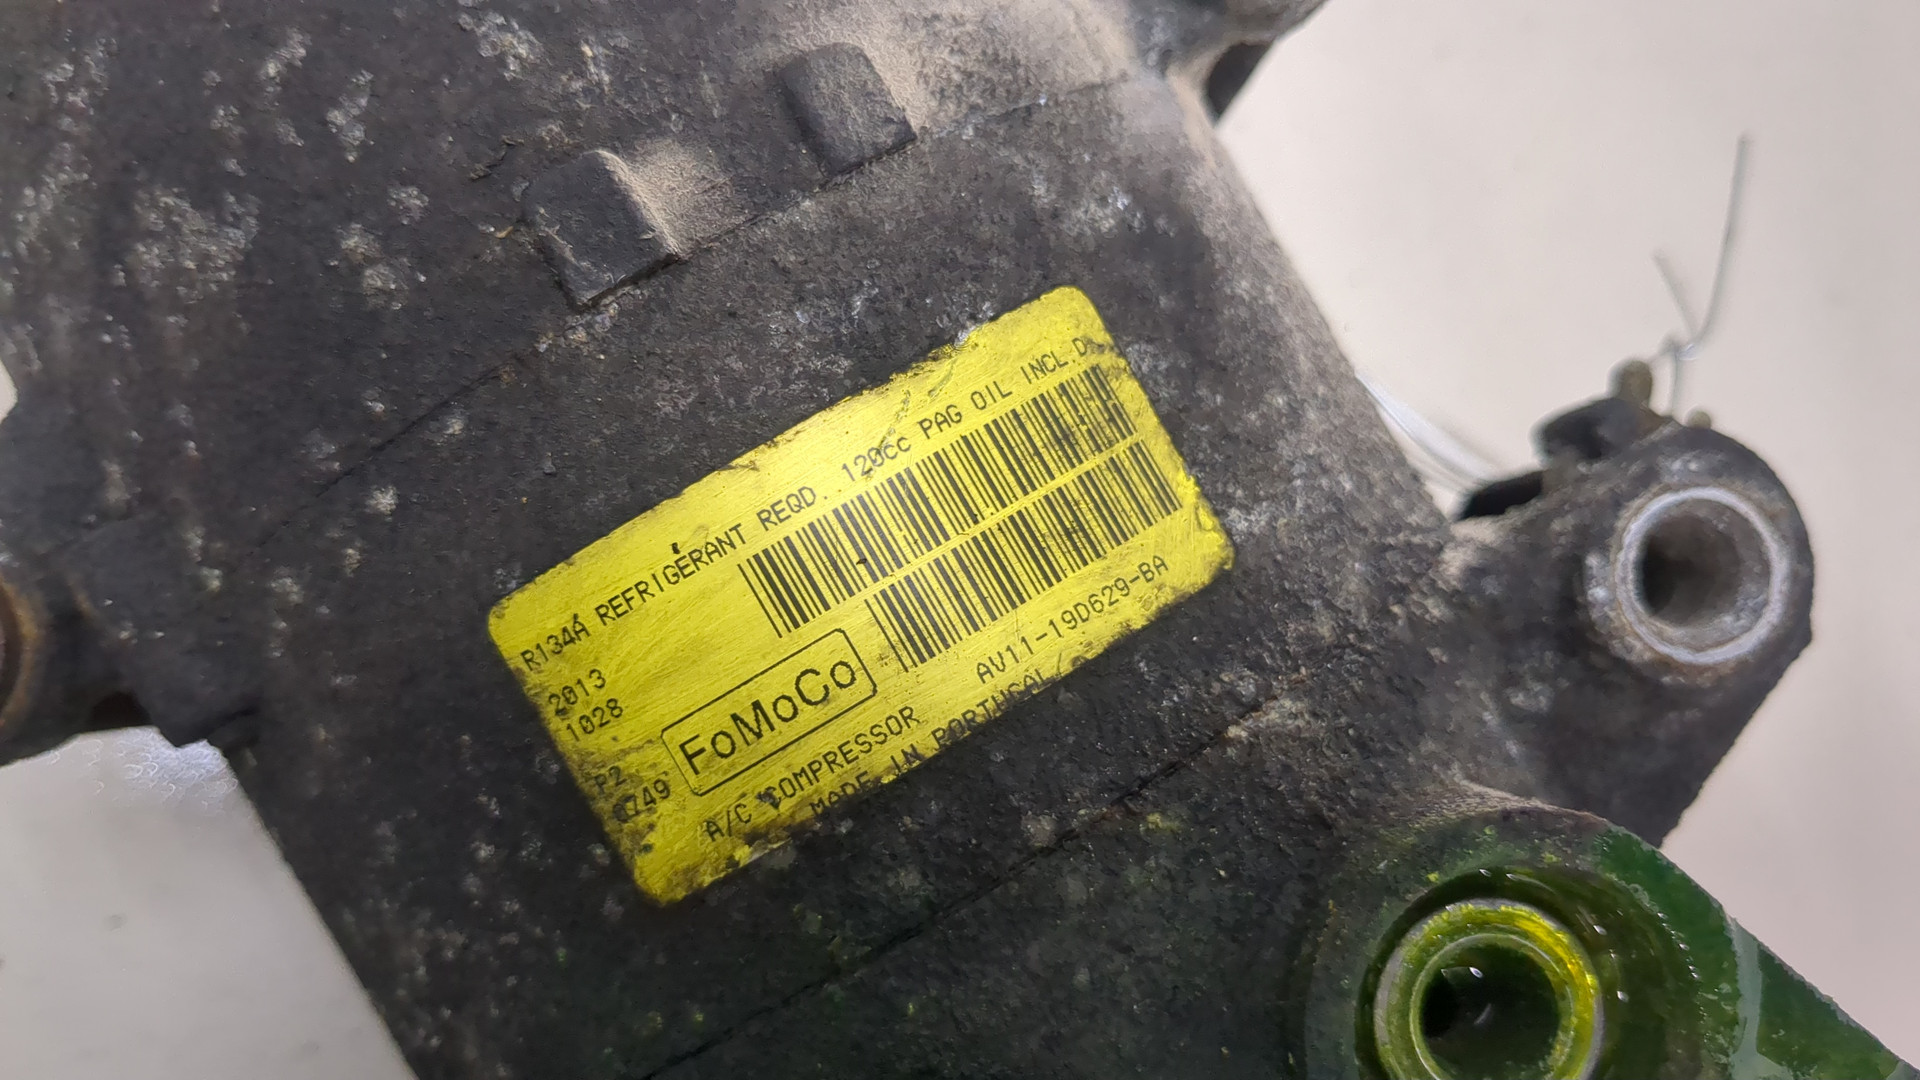 R134A REFRIGERANT REQD. 120cc PAG OIL INCL.
2013
1028
P2
FoMoCo
AV11-19D629-BA
A/C COMPRESSOR
MADE IN PORTUGAL